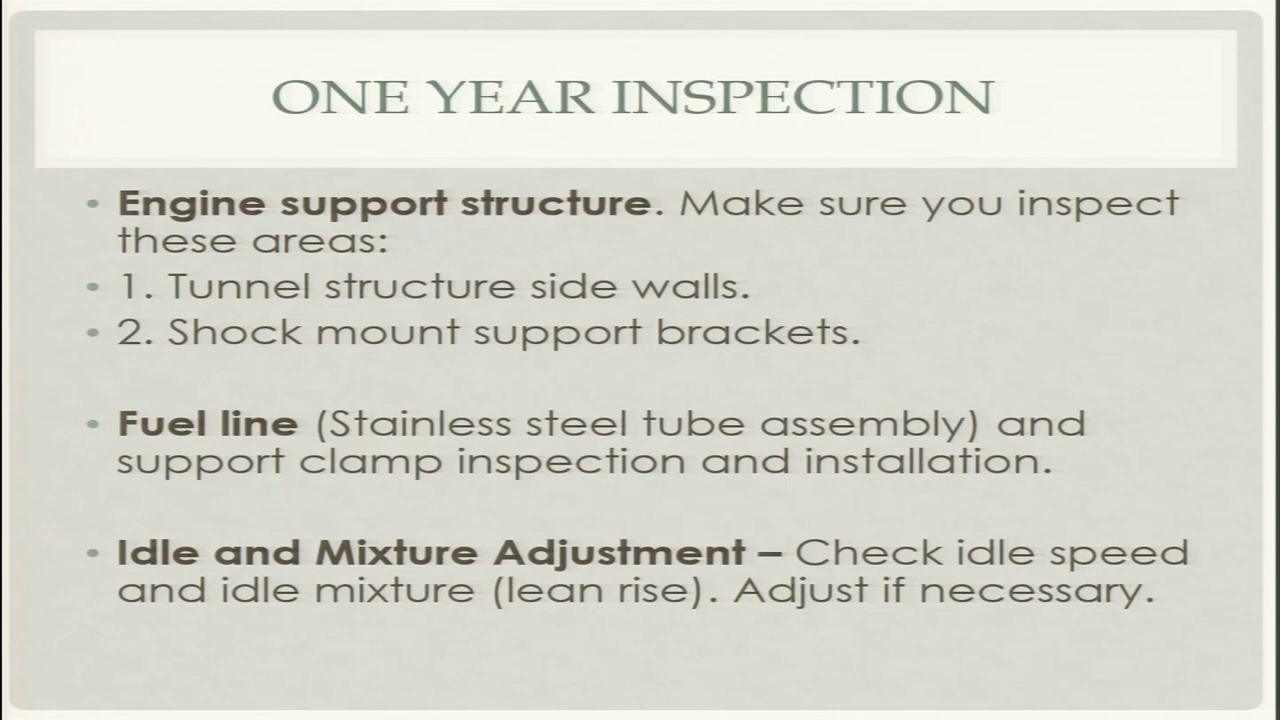 ONE YEAR INSPECTION
• Engine support structure. Make sure you inspect
these areas:
• 1. Tunnel structure side walls.
• 2. Shock mount support brackets.
• Fuel line (Stainless steel tube assembly) and
support clamp inspection and installation.
• Idle and Mixture Adjustment – Check idle speed
and idle mixture (lean rise). Adjust if necessary.